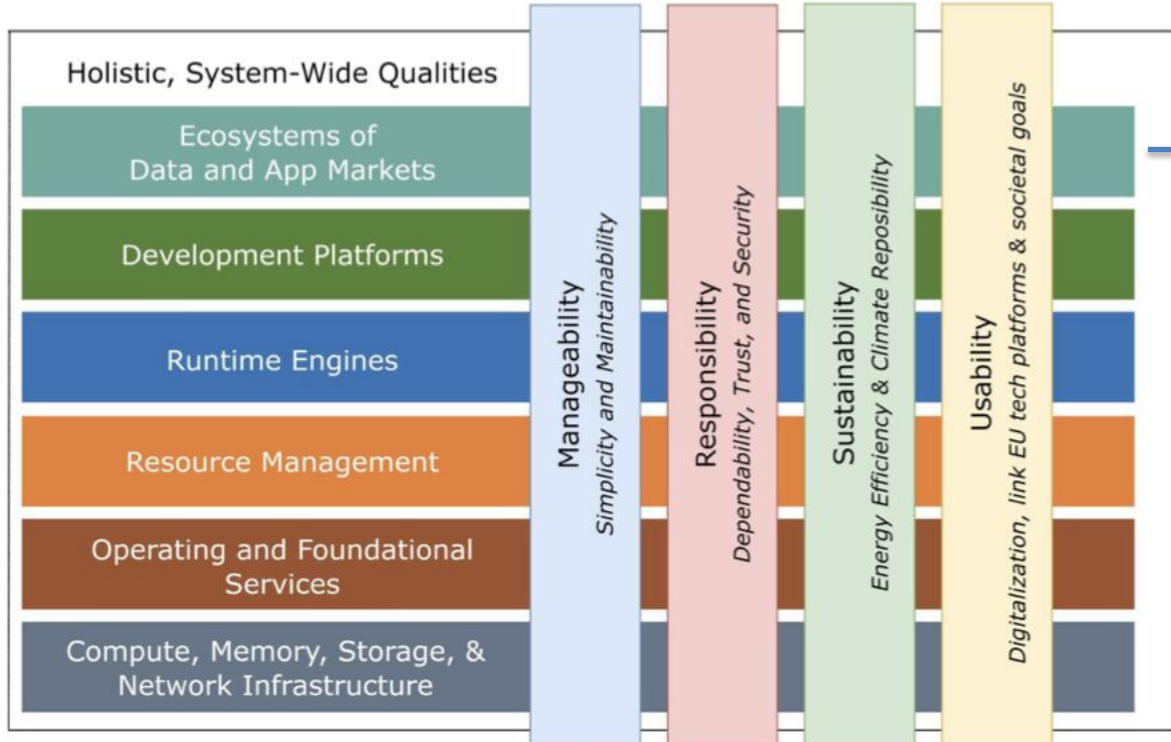 Holistic, System-Wide Qualities
Ecosystems of
Data and App Markets
Development Platforms
Runtime Engines
Resource Management
Operating and Foundational
Services
Compute, Memory, Storage, &
Network Infrastructure
Manageability
Simplicity and Maintainability
Responsibility
Dependability, Trust, and Security
Sustainability
Energy Efficiency & Climate Reposibility
Usability
Digitalization, link EU tech platforms & societal goals